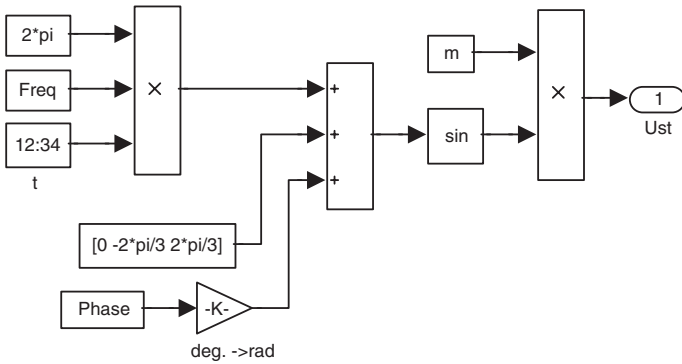 2*pi
Freq
×
12:34
t
[0 -2*pi/3 2*pi/3]
Phase
-K-
deg. ->rad
+
+
+
m
sin
×
1
Ust